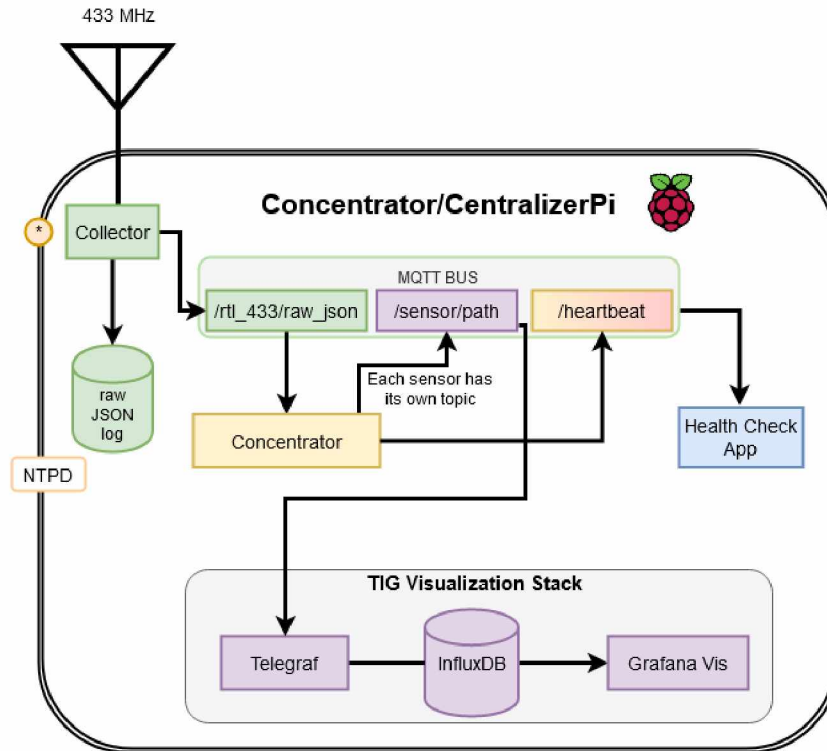 433 MHz
Concentrator/CentralizerPi
*
Collector
MQTT BUS
/rtl_433/raw_json
/sensor/path
/heartbeat
Each sensor has
its own topic
raw
JSON
log
Concentrator
Health Check
App
NTPD
TIG Visualization Stack
Telegraf
InfluxDB
Grafana Vis